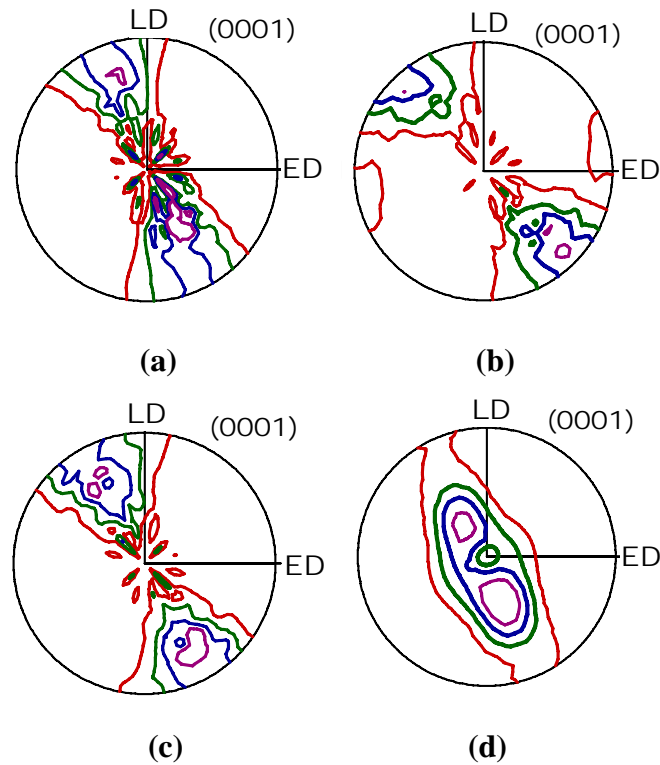 LD (0001)
ED
(a)
LD (0001)
ED
(b)
LD (0001)
ED
(c)
LD (0001)
ED
(d)